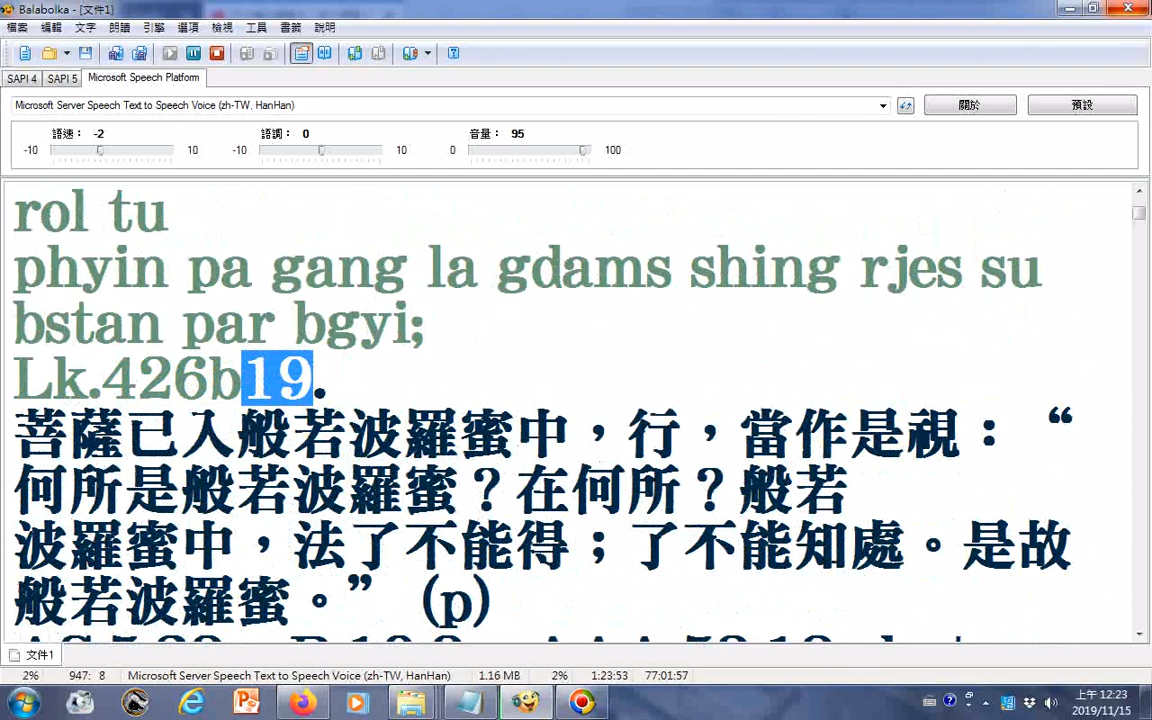 Balabolka - [文件1]
檔案 編輯 文字 朗讀 引擎 選項 檢視 工具 書籤 說明
SAPI 4 SAPI 5 Microsoft Speech Platform
Microsoft Server Speech Text to Speech Voice (zh-TW, HanHan) 關於 預設
語速： -2 語調： 0 音量： 95
-10 10 -10 10 0 100
rol tu
phyin pa gang la gdams shing rjes su
bstan par bgyi;
Lk.426b19.
菩薩已入般若波羅蜜中，行，當作是視：“
何所是般若波羅蜜？在何所？般若
波羅蜜中，法了不能得；了不能知處。是故
般若波羅蜜。” (p)
文件1
2% 947: 8 Microsoft Server Speech Text to Speech Voice (zh-TW, HanHan) 1.16 MB 2% 1:23:53 77:01:57
上午 12:23
2019/11/15